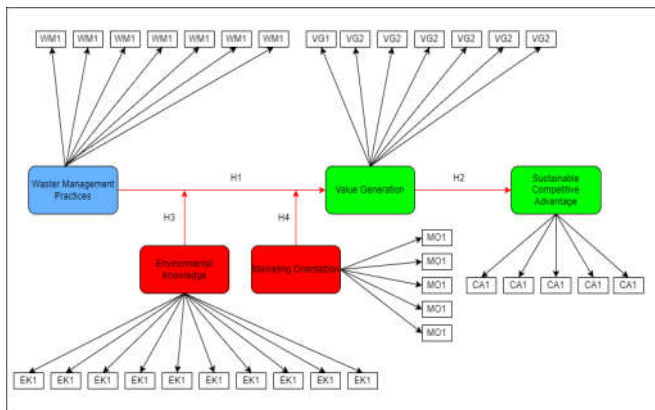 WM1 WM1 WM1 WM1 WM1 WM1 WM1
VG1 VG2 VG2 VG2 VG2 VG2 VG2
Waster Management
Practices
H1
Value Generation
H2
Sustainable
Competitive
Advantage
H3
H4
Environmental
Knowledge
Marketing Orientation
MO1
MO1
MO1
MO1
MO1
CA1 CA1 CA1 CA1 CA1
EK1 EK1 EK1 EK1 EK1 EK1 EK1 EK1 EK1 EK1